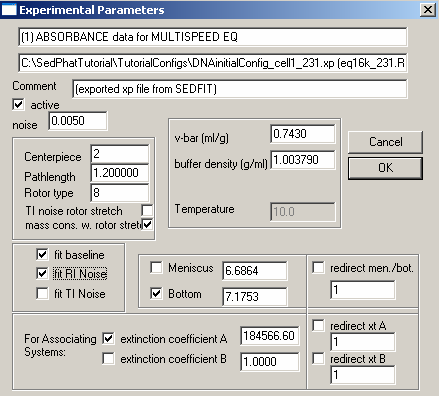 Experimental Parameters
(1) ABSORBANCE data for MULTISPEED EQ
C:\SedPhatTutorial\TutorialConfigs\DNAinitialConfig_cell1_231.xp (eq16k_231.R
Comment (exported xp file from SEDFIT)
active
noise 0.0050
Centerpiece 2
Pathlength 1.200000
Rotor type 8
TI noise rotor stretch
mass cons. w. rotor stretc
v-bar (ml/g) 0.7430
buffer density (g/ml) 1.003790
Temperature 10.0
Cancel
OK
fit baseline
fit RI Noise
fit TI Noise
Meniscus 6.6864
Bottom 7.1753
redirect men./bot.
1
For Associating Systems:
extinction coefficient A 184566.60
extinction coefficient B 1.0000
redirect xt A
1
redirect xt B
1